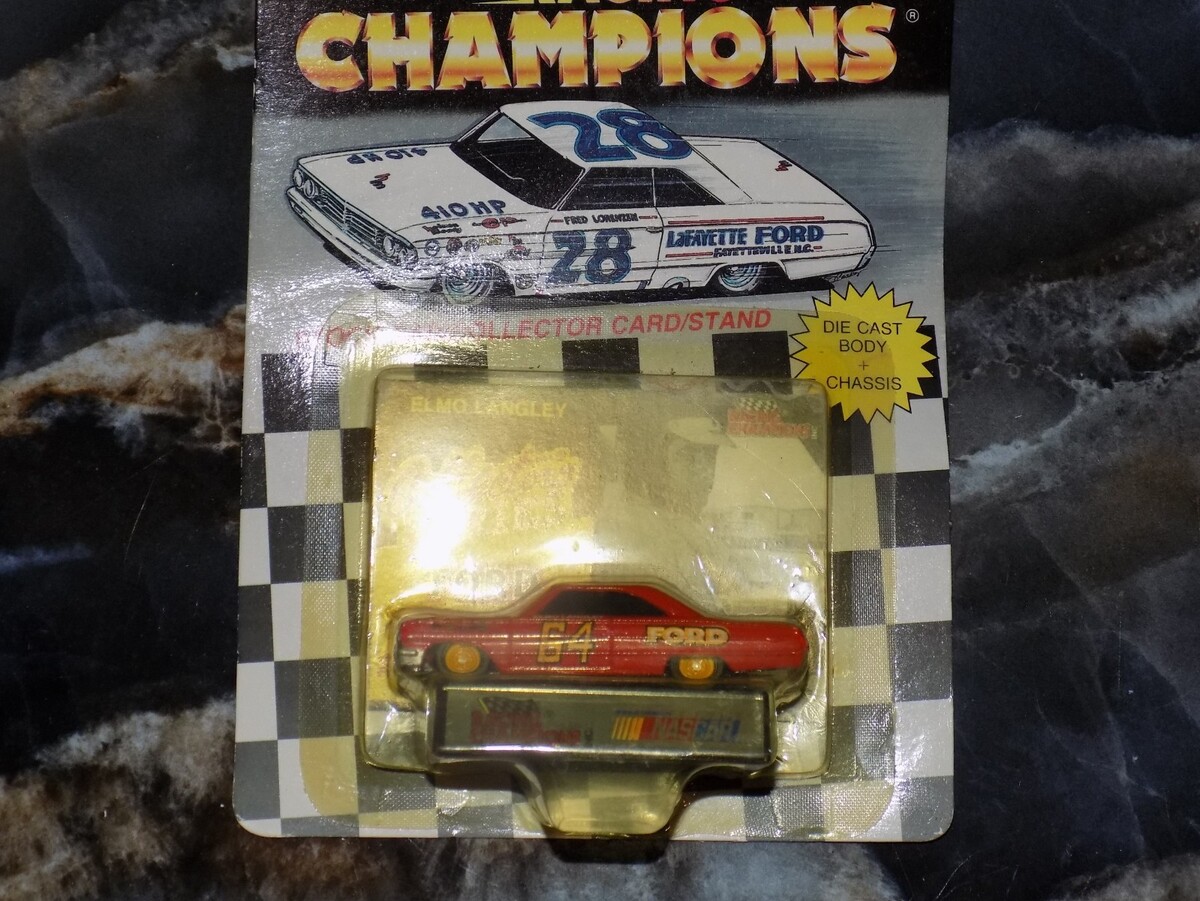 CHAMPIONS ®
28
410 HP
410 HP
FRED LORENZEN
28
LAFAYETTE FORD
FAYETTEVILLE N.C.
COLLECTOR CARD/STAND
DIE CAST
BODY
+
CHASSIS
ELMO LANGLEY
64
FORD
NASCAR